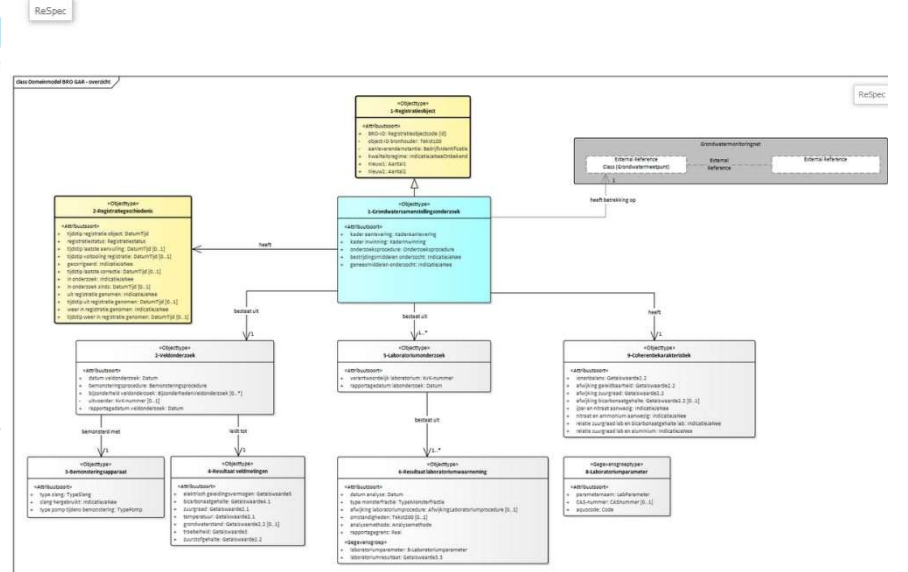 ReSpec
class Domeinmodel BRO GAR - overzicht
ReSpec
«Objecttype»
1-Registratieobject
«Attribuutsoort»
+ BRO-ID: Registratieobjectcode {id}
- object-ID bronhouder: Tekst200
- aanleverende instantie: BedrijfsIdentificatie
+ kwaliteitsregime: IndicatieJaNeeOnbekend
+ nieuw1: Aantal1
+ nieuw2: Aantal1
Grondwatermonitoringnet
External Reference
Class (Grondwatermeetpunt)
External
Reference
External Reference
1
heeft betrekking op
«Objecttype»
2-Registratiegeschiedenis
«Attribuutsoort»
+ tijdstip registratie object: DatumTijd
+ registratiestatus: Registratiestatus
+ tijdstip laatste aanvulling: DatumTijd [0..1]
+ tijdstip voltooiing registratie: DatumTijd [0..1]
+ gecorrigeerd: IndicatieJaNee
+ tijdstip laatste correctie: DatumTijd [0..1]
+ in onderzoek: IndicatieJaNee
+ in onderzoek sinds: DatumTijd [0..1]
+ uit registratie genomen: IndicatieJaNee
+ tijdstip uit registratie genomen: DatumTijd [0..1]
+ weer in registratie genomen: IndicatieJaNee
+ tijdstip weer in registratie genomen: DatumTijd [0..1]
heeft
«Objecttype»
1-Grondwatersamenstellingsonderzoek
«Attribuutsoort»
+ kader aanlevering: KaderAanlevering
+ kader inwinning: KaderInwinning
+ onderzoeksprocedure: Onderzoeksprocedure
+ bestrijdingsmiddelen onderzocht: IndicatieJaNee
+ geneesmiddelen onderzocht: IndicatieJaNee
bestaat uit
1
bestaat uit
1..*
heeft
1
«Objecttype»
2-Veldonderzoek
«Attribuutsoort»
+ datum veldonderzoek: Datum
+ bemonsteringsprocedure: Bemonsteringsprocedure
+ bijzonderheid veldonderzoek: BijzonderhedenVeldonderzoek [0..*]
- uitvoerder: KvK-nummer [0..1]
- rapportagedatum veldonderzoek: Datum
«Objecttype»
5-Laboratoriumonderzoek
«Attribuutsoort»
+ verantwoordelijk laboratorium: KvK-nummer
+ rapportagedatum labonderzoek: Datum
«Objecttype»
9-Coherentiekarakteristiek
«Attribuutsoort»
+ ionenbalans: Getalswaarde2.2
+ afwijking geleidbaarheid: Getalswaarde2.2
+ afwijking zuurgraad: Getalswaarde2.2
+ afwijking bicarbonaatgehalte: Getalswaarde2.2 [0..1]
+ ijzer en nitraat aanwezig: IndicatieJaNee
+ nitraat en ammonium aanwezig: IndicatieJaNee
+ relatie zuurgraad lab en bicarbonaatgehalte lab: IndicatieJaNee
+ relatie zuurgraad lab en aluminium: IndicatieJaNee
bemonsterd met
1
leidt tot
1
bestaat uit
1..*
«Objecttype»
3-Bemonsteringsapparaat
«Attribuutsoort»
+ type slang: TypeSlang
+ slang hergebruikt: IndicatieJaNee
+ type pomp tijdens bemonstering: TypePomp
«Objecttype»
4-Resultaat veldmetingen
«Attribuutsoort»
+ elektrisch geleidingsvermogen: Getalswaarde5
+ bicarbonaatgehalte: Getalswaarde4.1
+ zuurgraad: Getalswaarde2.1
+ temperatuur: Getalswaarde2.1
+ grondwaterstand: Getalswaarde3.3 [0..1]
+ troebelheid: Getalswaarde3
+ zuurstofgehalte: Getalswaarde2.2
«Objecttype»
6-Resultaat laboratoriumwaarneming
«Attribuutsoort»
+ datum analyse: Datum
+ type monsterfractie: TypeMonsterfractie
+ afwijking laboratoriumprocedure: AfwijkingLaboratoriumprocedure [0..1]
+ omstandigheden: Tekst200 [0..1]
+ analysemethode: Analysemethode
+ rapportagegrens: Real
«Gegevensgroep»
+ laboratoriumparameter: 8-Laboratoriumparameter
+ laboratoriumresultaat: Getalswaarde5.5
«Gegevensgroeptype»
8-Laboratoriumparameter
«Attribuutsoort»
+ parameternaam: LabParameter
+ CAS-nummer: CASnummer [0..1]
+ aquocode: Code